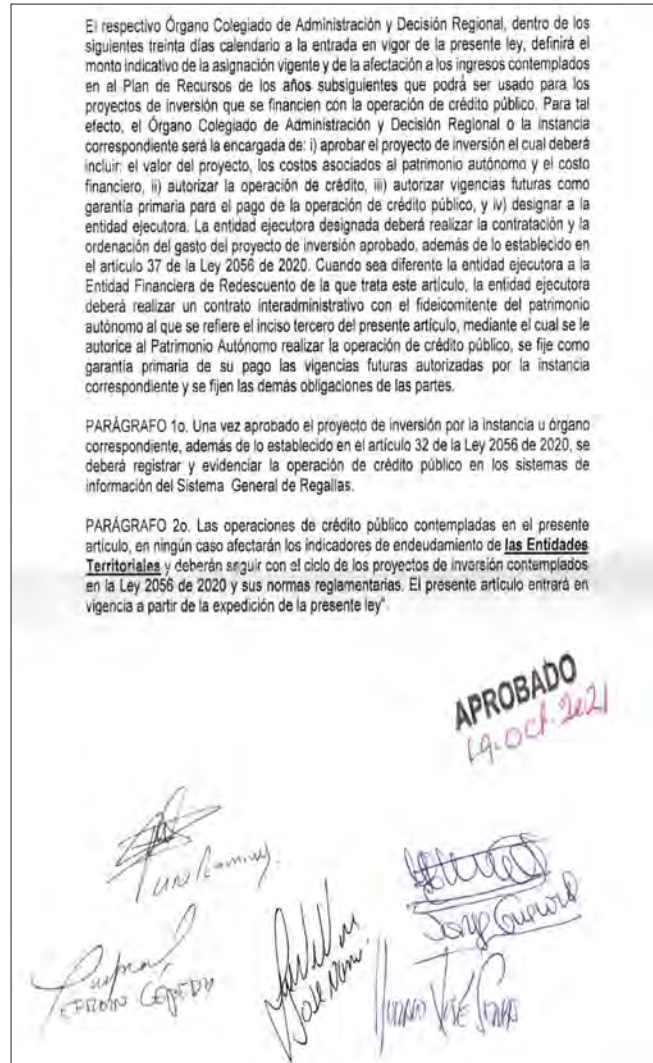 El respectivo Órgano Colegiado de Administración y Decisión Regional, dentro de los
siguientes treinta días calendario a la entrada en vigor de la presente ley, definirá el
monto indicativo de la asignación vigente y de la afectación a los ingresos contemplados
en el Plan de Recursos de los años subsiguientes que podrá ser usado para los
proyectos de inversión que se financien con la operación de crédito público. Para tal
efecto, el Órgano Colegiado de Administración y Decisión Regional o la instancia
correspondiente será la encargada de: i) aprobar el proyecto de inversión el cual deberá
incluir: el valor del proyecto, los costos asociados al patrimonio autónomo y el costo
financiero, ii) autorizar la operación de crédito, iii) autorizar vigencias futuras como
garantía primaria para el pago de la operación de crédito público, y iv) designar a la
entidad ejecutora. La entidad ejecutora designada deberá realizar la contratación y la
ordenación del gasto del proyecto de inversión aprobado, además de lo establecido en
el artículo 37 de la Ley 2056 de 2020. Cuando sea diferente la entidad ejecutora a la
Entidad Financiera de Redescuento de la que trata este artículo, la entidad ejecutora
deberá realizar un contrato interadministrativo con el fideicomitente del patrimonio
autónomo al que se refiere el inciso tercero del presente artículo, mediante el cual se le
autorice al Patrimonio Autónomo realizar la operación de crédito público, se fije como
garantía primaria de su pago las vigencias futuras autorizadas por la instancia
correspondiente y se fijen las demás obligaciones de las partes.
PARÁGRAFO 1o. Una vez aprobado el proyecto de inversión por la instancia u órgano
correspondiente, además de lo establecido en el artículo 32 de la Ley 2056 de 2020, se
deberá registrar y evidenciar la operación de crédito público en los sistemas de
información del Sistema General de Regalías.
PARÁGRAFO 2o. Las operaciones de crédito público contempladas en el presente
artículo, en ningún caso afectarán los indicadores de endeudamiento de las Entidades
Territoriales y deberán seguir con el ciclo de los proyectos de inversión contemplados
en la Ley 2056 de 2020 y sus normas reglamentarias. El presente artículo entrará en
vigencia a partir de la expedición de la presente ley".
APROBADO
19-Oct-2021
EFRAIN CEPEDA